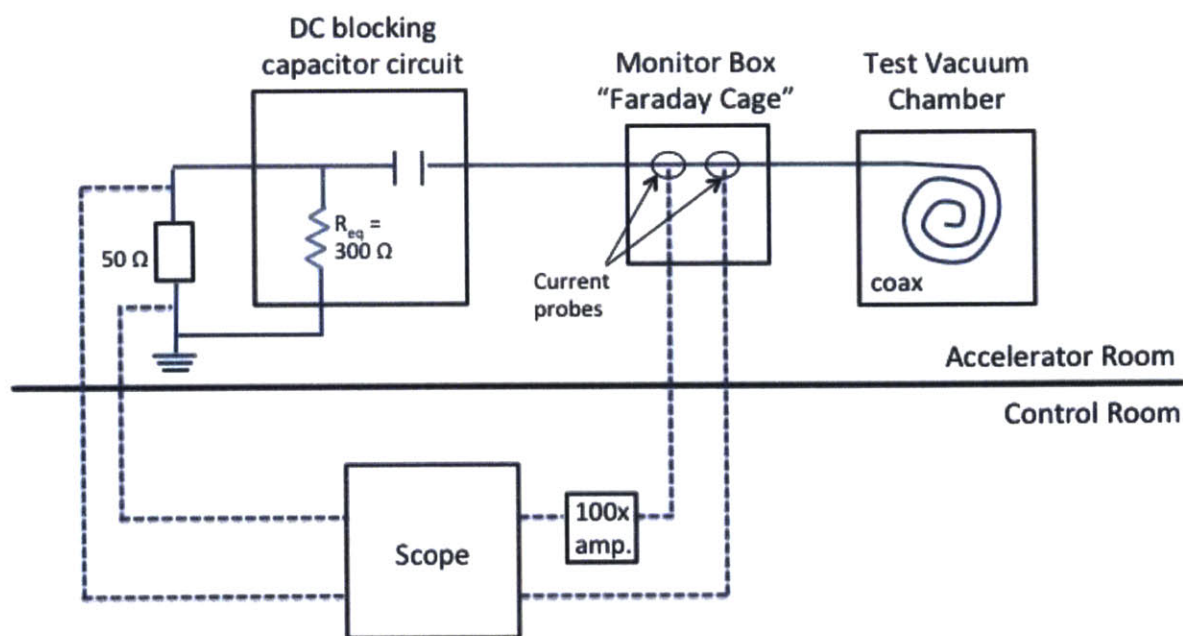 DC blocking
capacitor circuit
Monitor Box
“Faraday Cage”
Test Vacuum
Chamber
50 Ω
R_eq =
300 Ω
Current
probes
coax
Accelerator Room
Control Room
Scope
100x
amp.